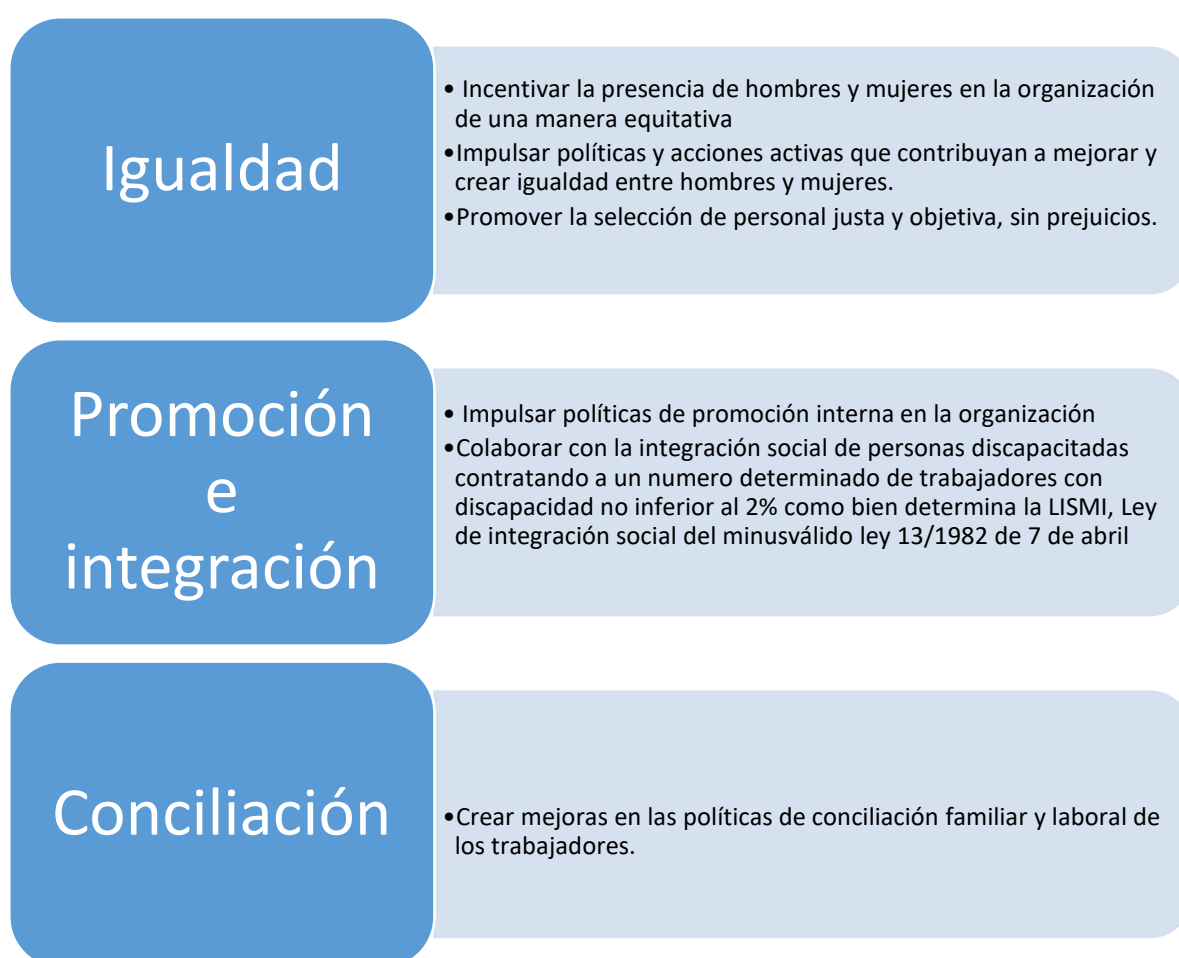 Igualdad
• Incentivar la presencia de hombres y mujeres en la organización
de una manera equitativa
•Impulsar políticas y acciones activas que contribuyan a mejorar y
crear igualdad entre hombres y mujeres.
•Promover la selección de personal justa y objetiva, sin prejuicios.
Promoción
e
integración
• Impulsar políticas de promoción interna en la organización
•Colaborar con la integración social de personas discapacitadas
contratando a un numero determinado de trabajadores con
discapacidad no inferior al 2% como bien determina la LISMI, Ley
de integración social del minusválido ley 13/1982 de 7 de abril
Conciliación
•Crear mejoras en las políticas de conciliación familiar y laboral de
los trabajadores.